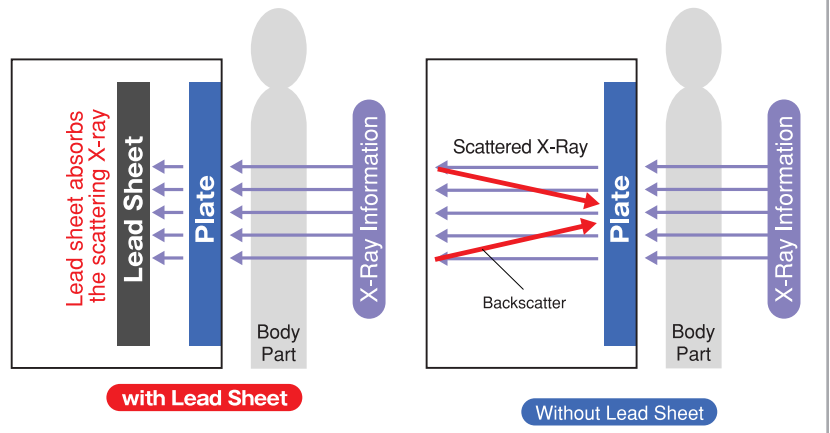 Lead sheet absorbs
the scattering X-ray
Lead Sheet
Plate
Body
Part
X-Ray Information
with Lead Sheet
Scattered X-Ray
Backscatter
Plate
Body
Part
X-Ray Information
Without Lead Sheet